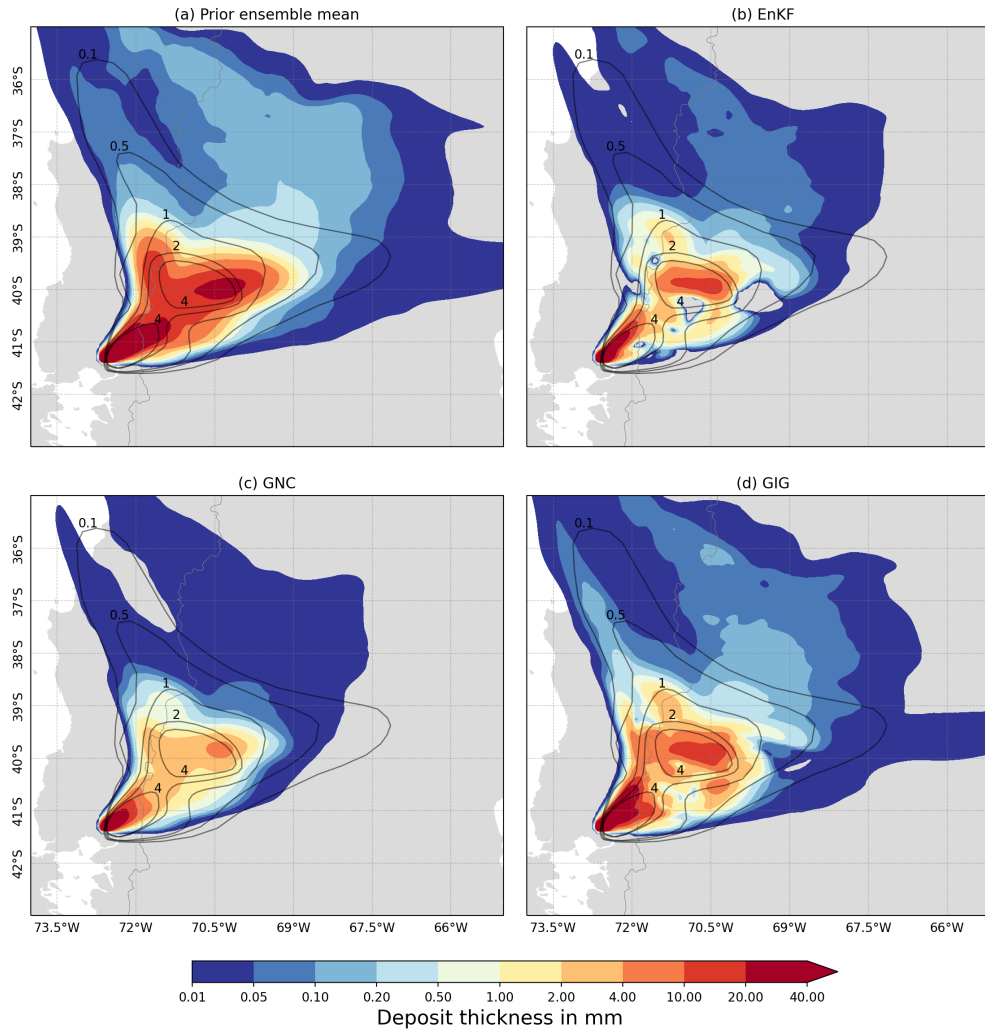 (a) Prior ensemble mean
(b) EnKF
0.1
0.1
36°S
37°S
0.5
0.5
38°S
1
1
39°S
2
2
40°S
4
4
4
4
41°S
42°S
(c) GNC
(d) GIG
0.1
0.1
36°S
37°S
0.5
0.5
38°S
1
1
39°S
2
2
40°S
4
4
4
4
41°S
42°S
73.5°W 72°W 70.5°W 69°W 67.5°W 66°W
73.5°W 72°W 70.5°W 69°W 67.5°W 66°W
0.01 0.05 0.10 0.20 0.50 1.00 2.00 4.00 10.00 20.00 40.00
Deposit thickness in mm